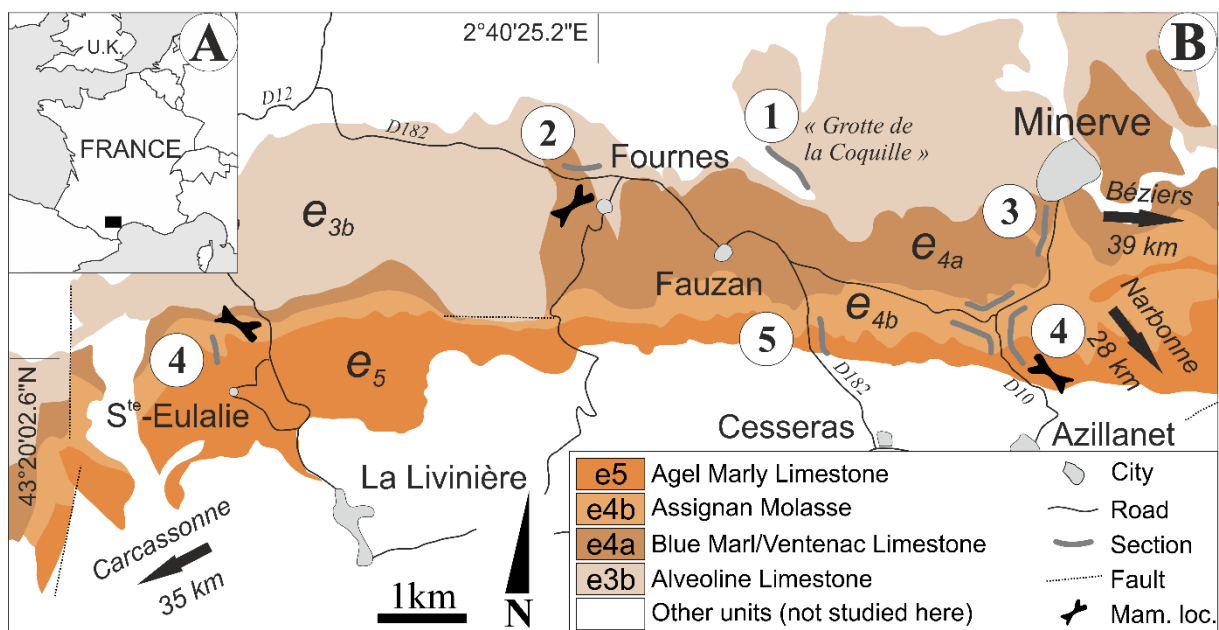 A
U.K.
FRANCE
2°40'25.2"E
B
D12
D182
2
Fournes
1
« Grotte de
la Coquille »
Minerve
3
Béziers
39 km
e3b
e4a
Fauzan
e4b
Narbonne
28 km
4
5
4
e5
Ste-Eulalie
D182
D10
43°20'02.6"N
Cesseras
Azillanet
La Livinière
Carcassonne
35 km
1km
N
e5 Agel Marly Limestone
e4b Assignan Molasse
e4a Blue Marl/Ventenac Limestone
e3b Alveoline Limestone
Other units (not studied here)
City
Road
Section
Fault
Mam. loc.